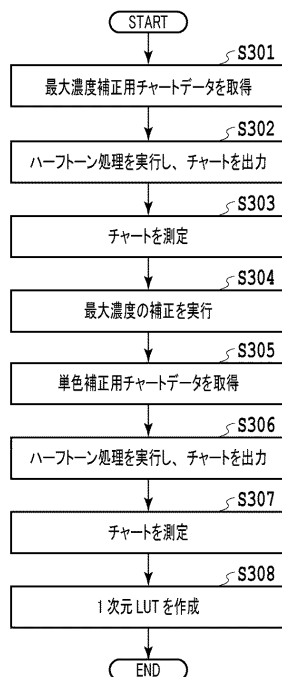 START
S301
最大濃度補正用チャートデータを取得
S302
ハーフトーン処理を実行し、チャートを出力
S303
チャートを測定
S304
最大濃度の補正を実行
S305
単色補正用チャートデータを取得
S306
ハーフトーン処理を実行し、チャートを出力
S307
チャートを測定
S308
1次元LUTを作成
END